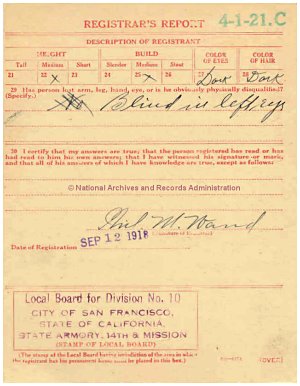 REGISTRAR'S REPORT 4-1-21.C
DESCRIPTION OF REGISTRANT
HEIGHT BUILD COLOR OF EYES COLOR OF HAIR
Tall Medium Short Slender Medium Stout
21 22 x 23 24 25 x 26 27 Dark 28 Dark
29 Has person lost arm, leg, hand, eye, or is he obviously physically disqualified?
(Specify.) Blind in left eye
30 I certify that my answers are true; that the person registered has read or has
had read to him his own answers; that I have witnessed his signature or mark,
and that all of his answers of which I have knowledge are true, except as follows:
© National Archives and Records Administration
Phil M. Wand
Date of Registration SEP 12 1918
Local Board for Division No. 10
CITY OF SAN FRANCISCO,
STATE OF CALIFORNIA,
STATE ARMORY, 14TH & MISSION
(STAMP OF LOCAL BOARD)
(The stamp of the Local Board having jurisdiction of the area in which
the registrant has his permanent home shall be placed in this box.)
(OVER)